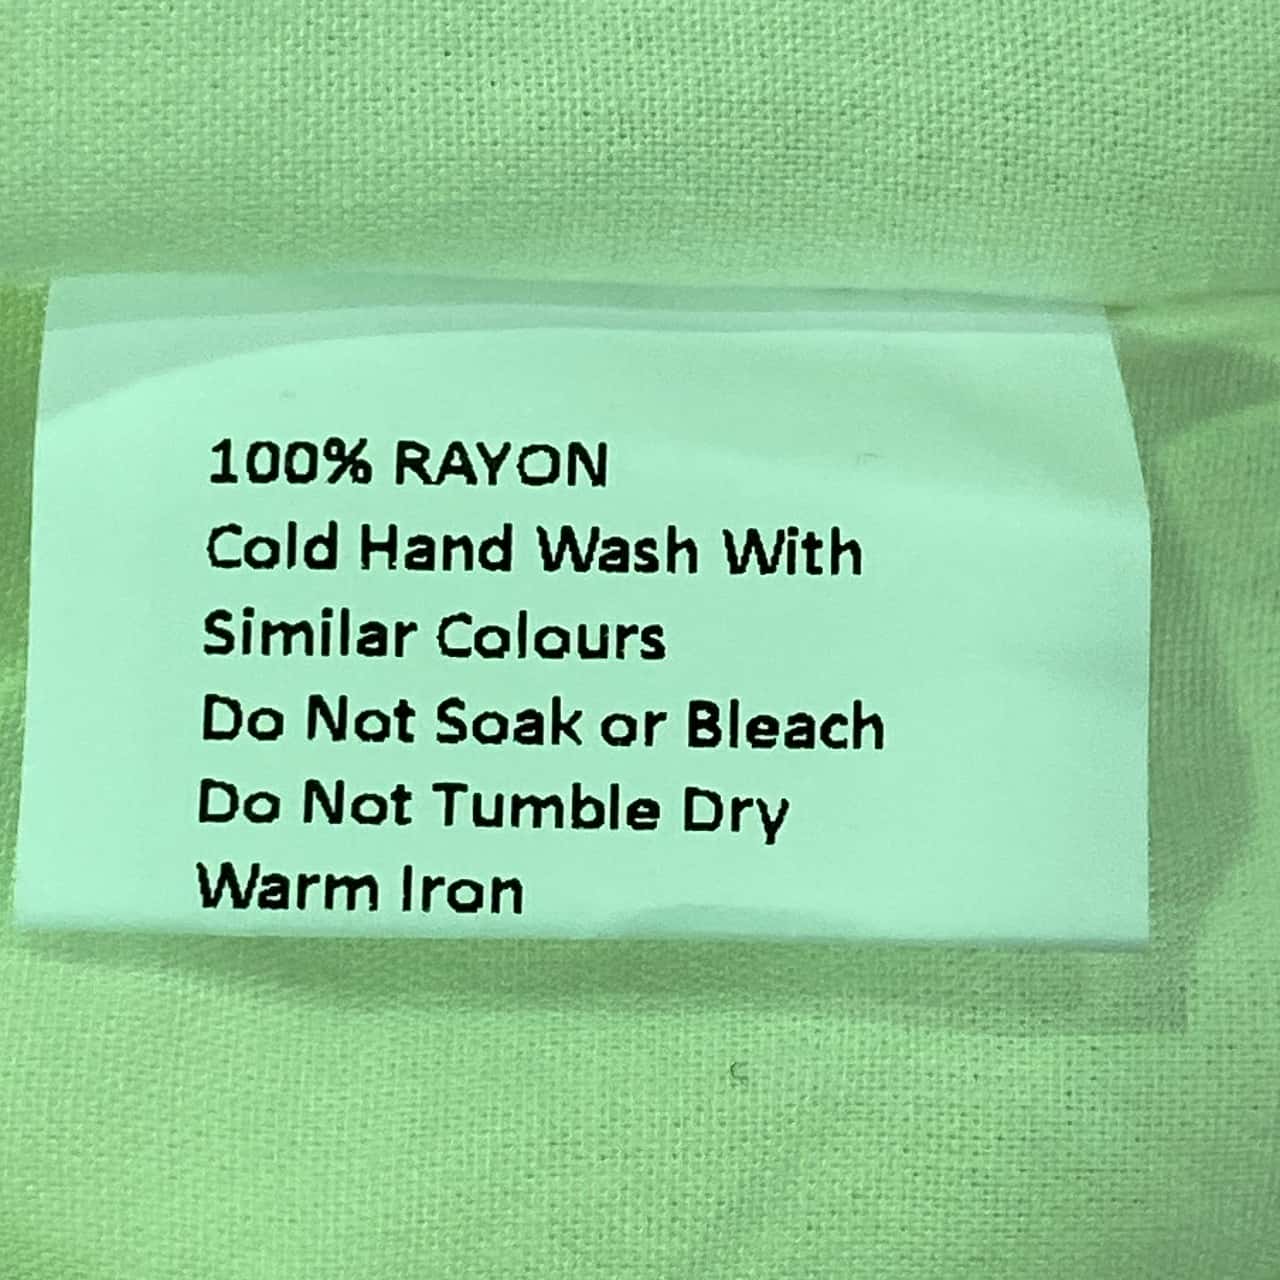 100% RAYON
Cold Hand Wash With
Similar Colours
Do Not Soak or Bleach
Do Not Tumble Dry
Warm Iron